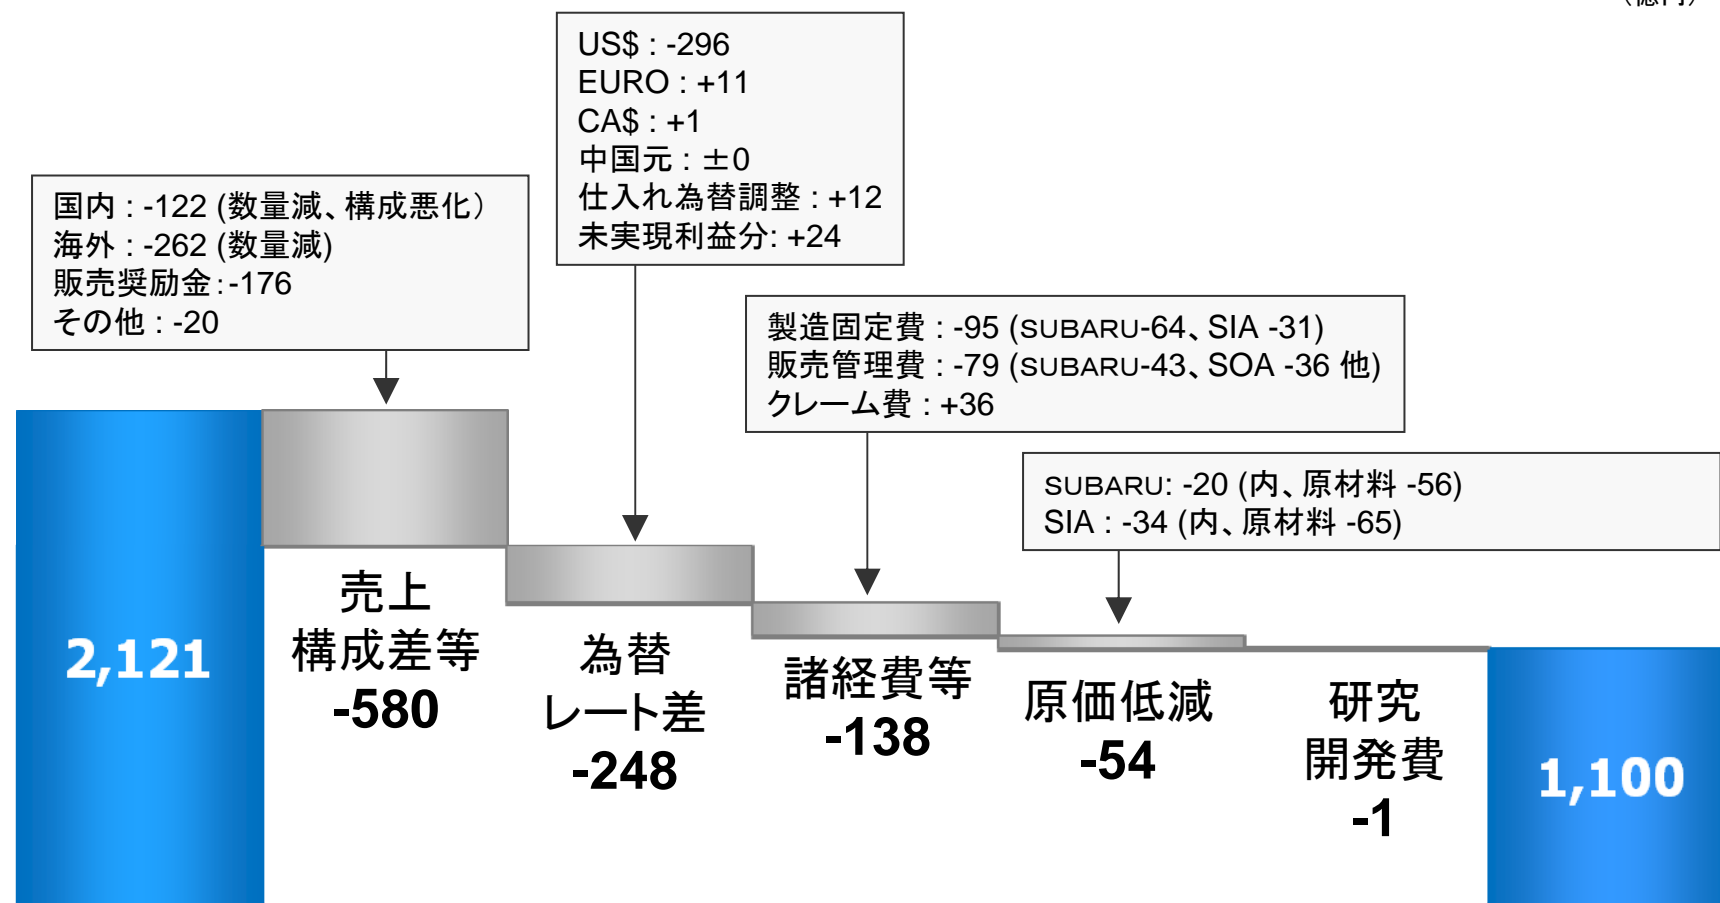 US$ : -296
EURO : +11
CA$ : +1
中国元 : ±0
仕入れ為替調整 : +12
未実現利益分: +24
国内 : -122 (数量減、構成悪化）
海外 : -262 (数量減)
販売奨励金：-176
その他 : -20
製造固定費 : -95 (SUBARU-64、SIA -31)
販売管理費 : -79 (SUBARU-43、SOA -36 他)
クレーム費 : +36
SUBARU: -20 (内、原材料 -56)
SIA : -34 (内、原材料 -65)
2,121
売上
構成差等
-580
為替
レート差
-248
諸経費等
-138
原価低減
-54
研究
開発費
-1
1,100